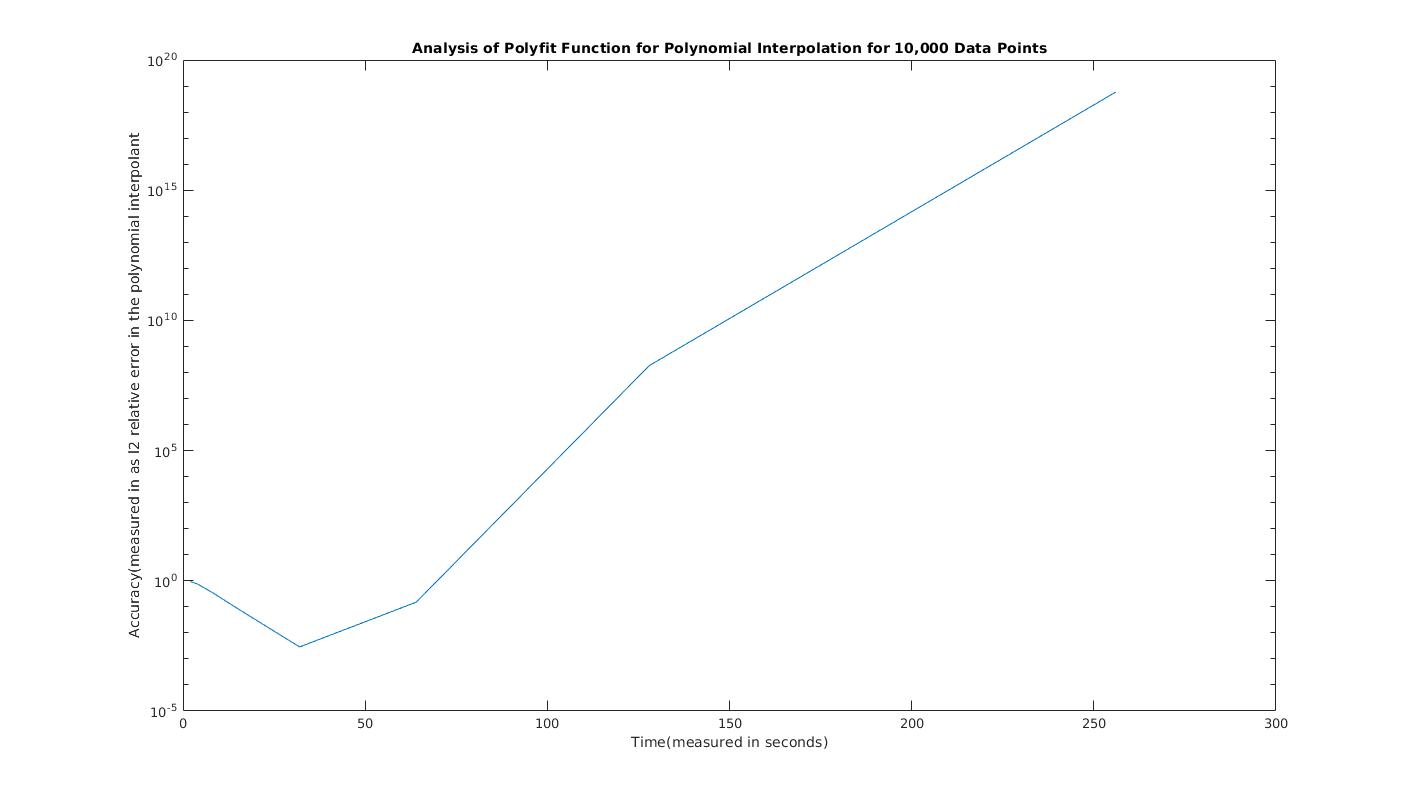 Analysis of Polyfit Function for Polynomial Interpolation for 10,000 Data Points
10^20
10^15
10^10
10^5
10^0
10^-5
Accuracy(measured in as l2 relative error in the polynomial interpolant
0 50 100 150 200 250 300
Time(measured in seconds)